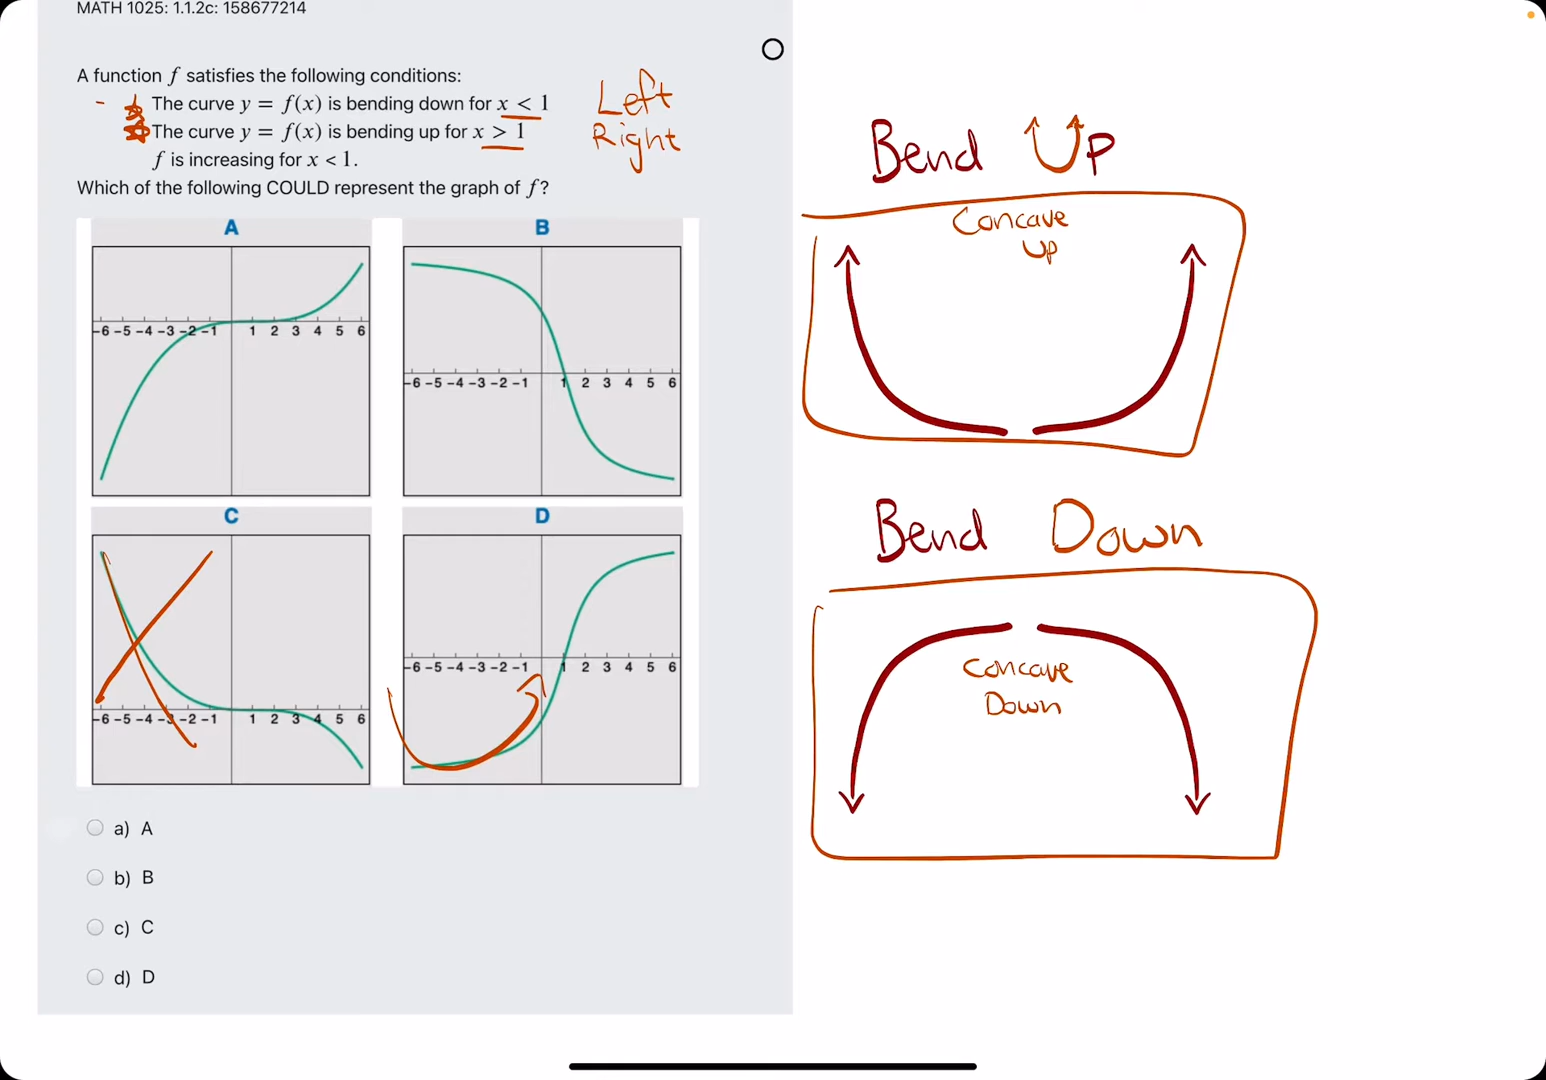 MATH 1025: 1.1.2c: 158677214
A function f satisfies the following conditions:
The curve y = f(x) is bending down for x < 1
The curve y = f(x) is bending up for x > 1
f is increasing for x < 1.
Which of the following COULD represent the graph of f?
Left
Right
A
-6 -5 -4 -3 -2 -1 1 2 3 4 5 6
B
-6 -5 -4 -3 -2 -1 1 2 3 4 5 6
C
-6 -5 -4 -3 -2 -1 1 2 3 4 5 6
D
-6 -5 -4 -3 -2 -1 1 2 3 4 5 6
a) A
b) B
c) C
d) D
Bend UP
Concave
Up
Bend Down
Concave
Down